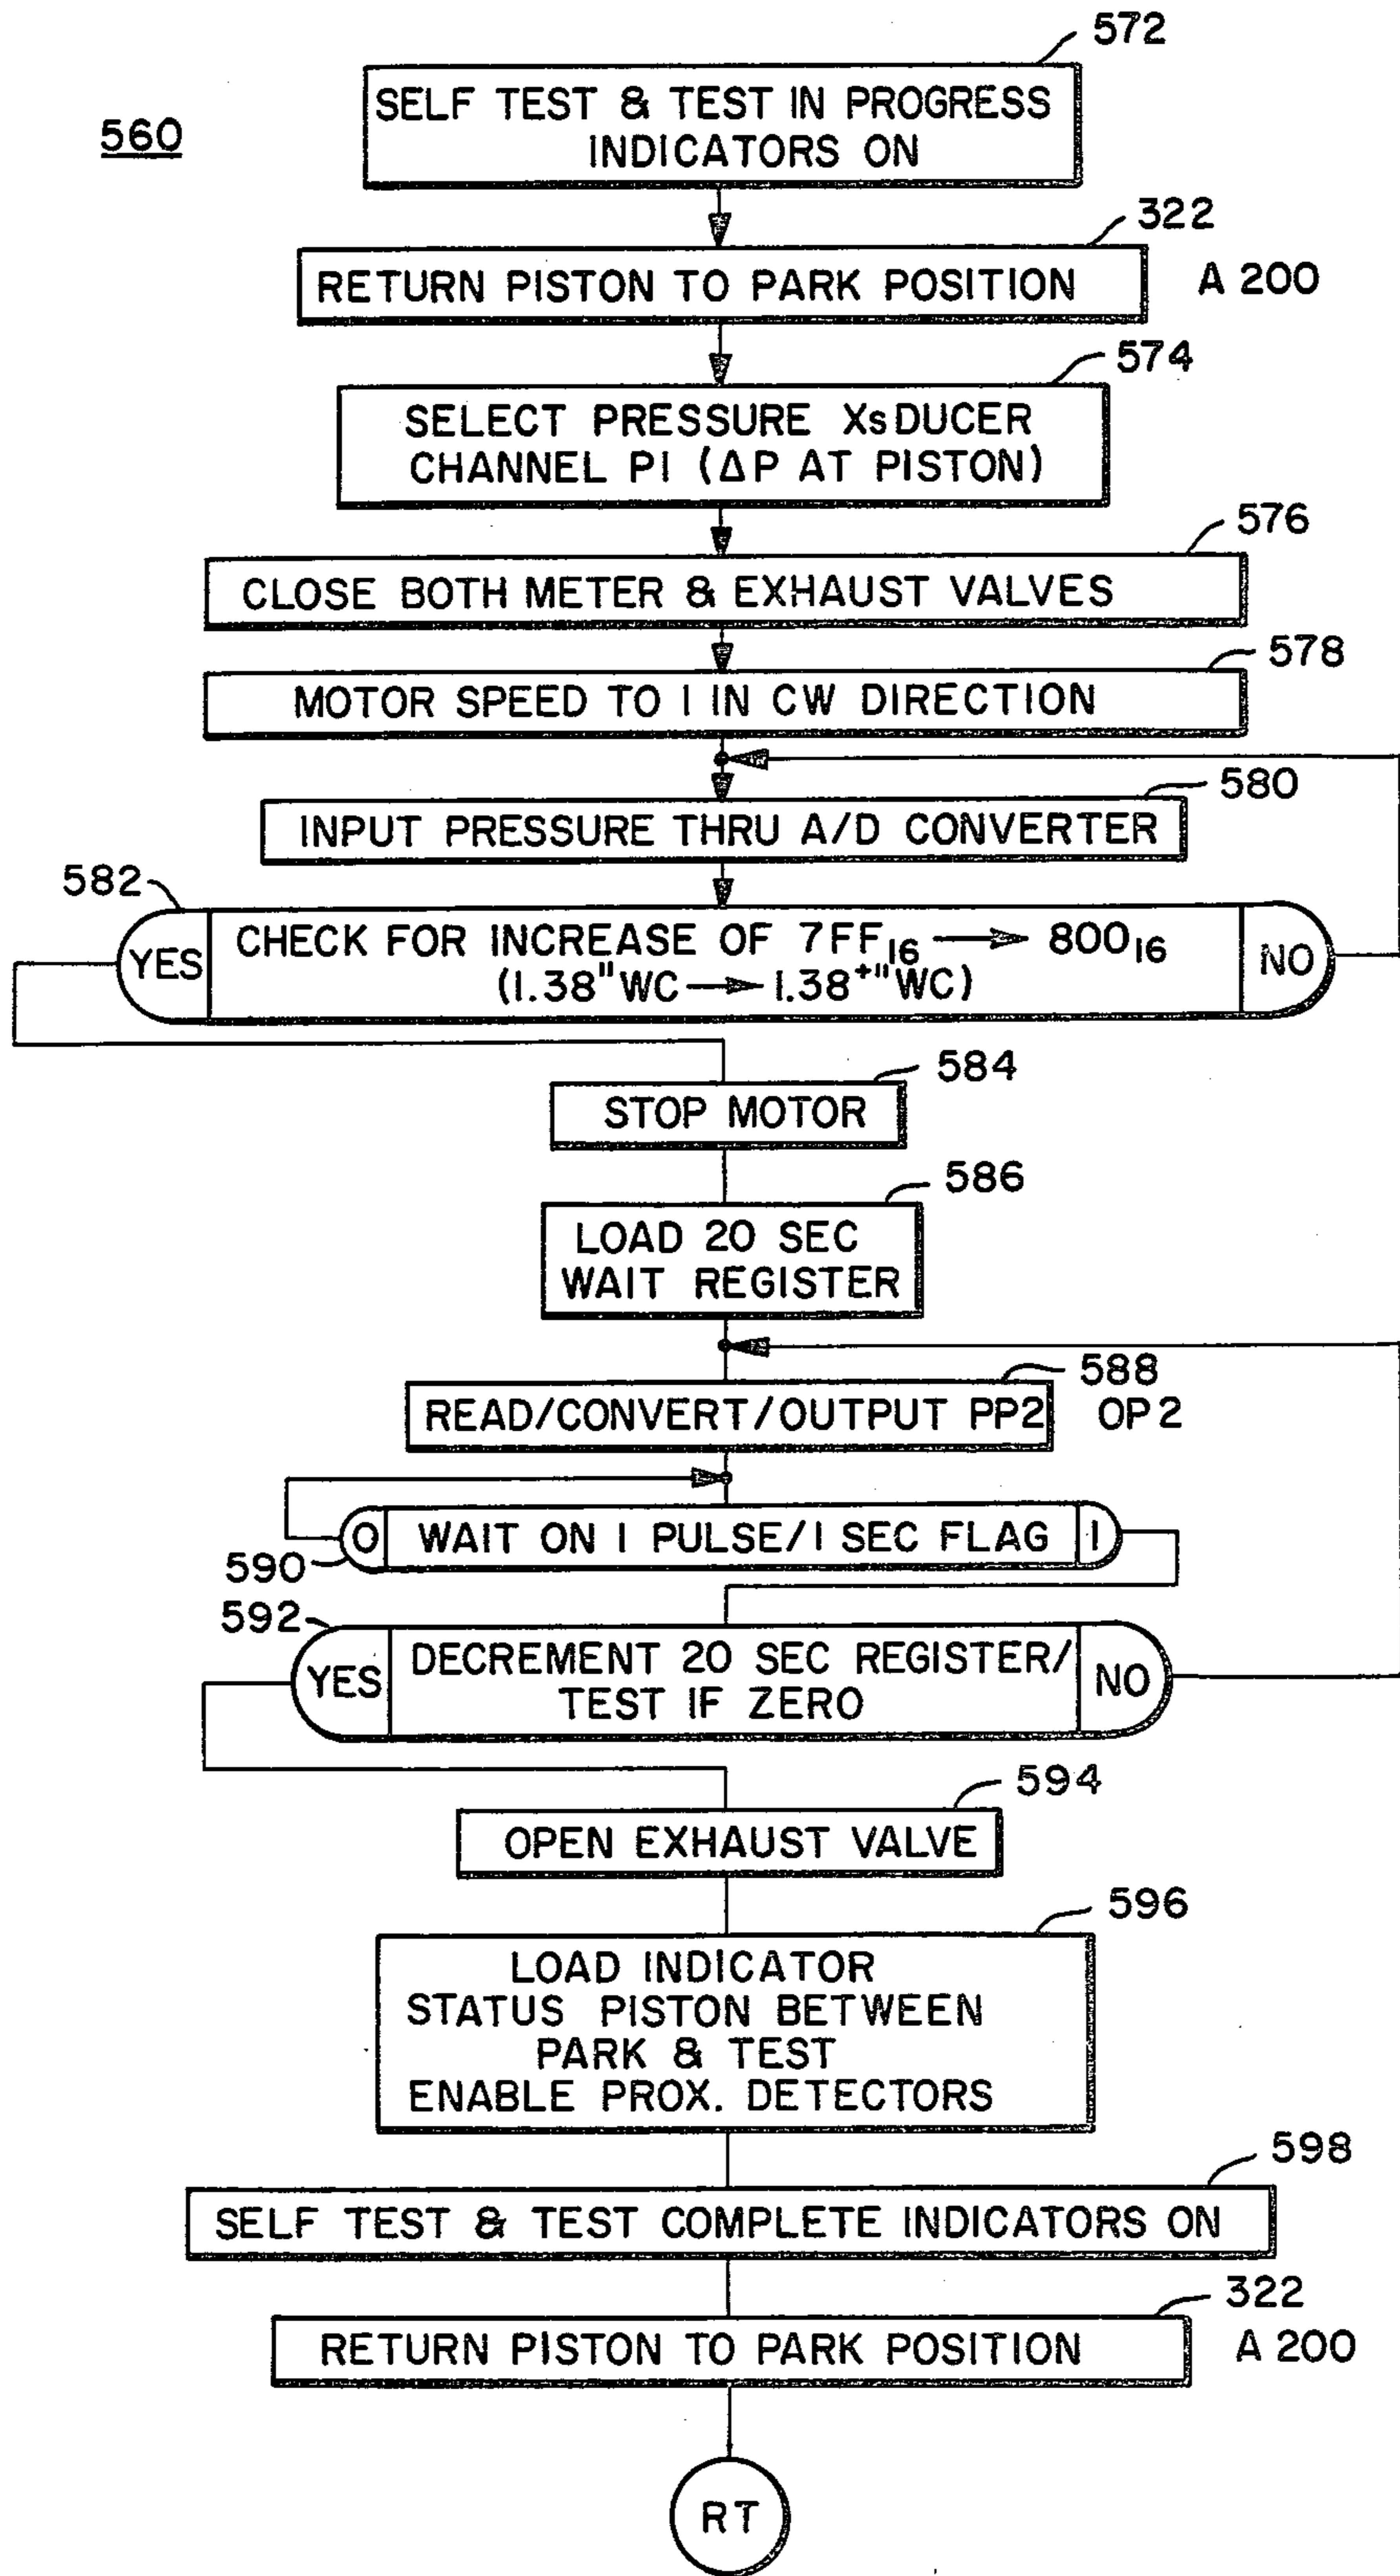 572
560
SELF TEST & TEST IN PROGRESS
INDICATORS ON
322
RETURN PISTON TO PARK POSITION A 200
574
SELECT PRESSURE XsDUCER
CHANNEL P1 (ΔP AT PISTON)
576
CLOSE BOTH METER & EXHAUST VALVES
578
MOTOR SPEED TO 1 IN CW DIRECTION
580
INPUT PRESSURE THRU A/D CONVERTER
582
YES CHECK FOR INCREASE OF 7FF₁₆ → 800₁₆ NO
(1.38"WC → 1.38⁺"WC)
584
STOP MOTOR
586
LOAD 20 SEC
WAIT REGISTER
588
READ/CONVERT/OUTPUT PP2 OP2
0 WAIT ON 1 PULSE/1 SEC FLAG 1
590
592
YES DECREMENT 20 SEC REGISTER/ NO
TEST IF ZERO
594
OPEN EXHAUST VALVE
596
LOAD INDICATOR
STATUS PISTON BETWEEN
PARK & TEST
ENABLE PROX. DETECTORS
598
SELF TEST & TEST COMPLETE INDICATORS ON
322
RETURN PISTON TO PARK POSITION A 200
RT